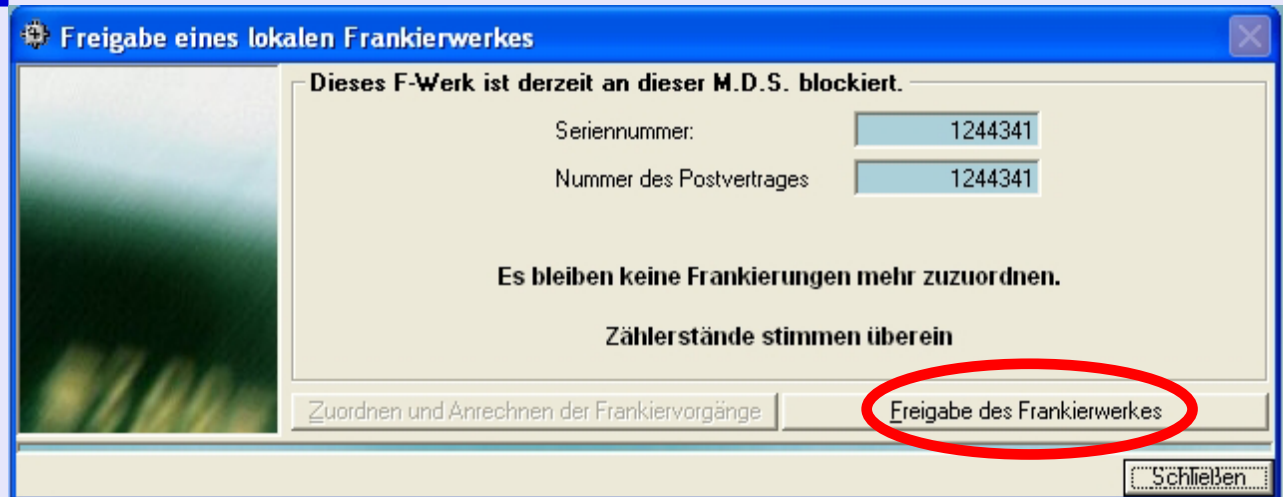 Freigabe eines lokalen Frankierwerkes
Dieses F-Werk ist derzeit an dieser M.D.S. blockiert.
Seriennummer: 1244341
Nummer des Postvertrages 1244341
Es bleiben keine Frankierungen mehr zuzuordnen.
Zählerstände stimmen überein
Zuordnen und Anrechnen der Frankiervorgänge Freigabe des Frankierwerkes
Schließen